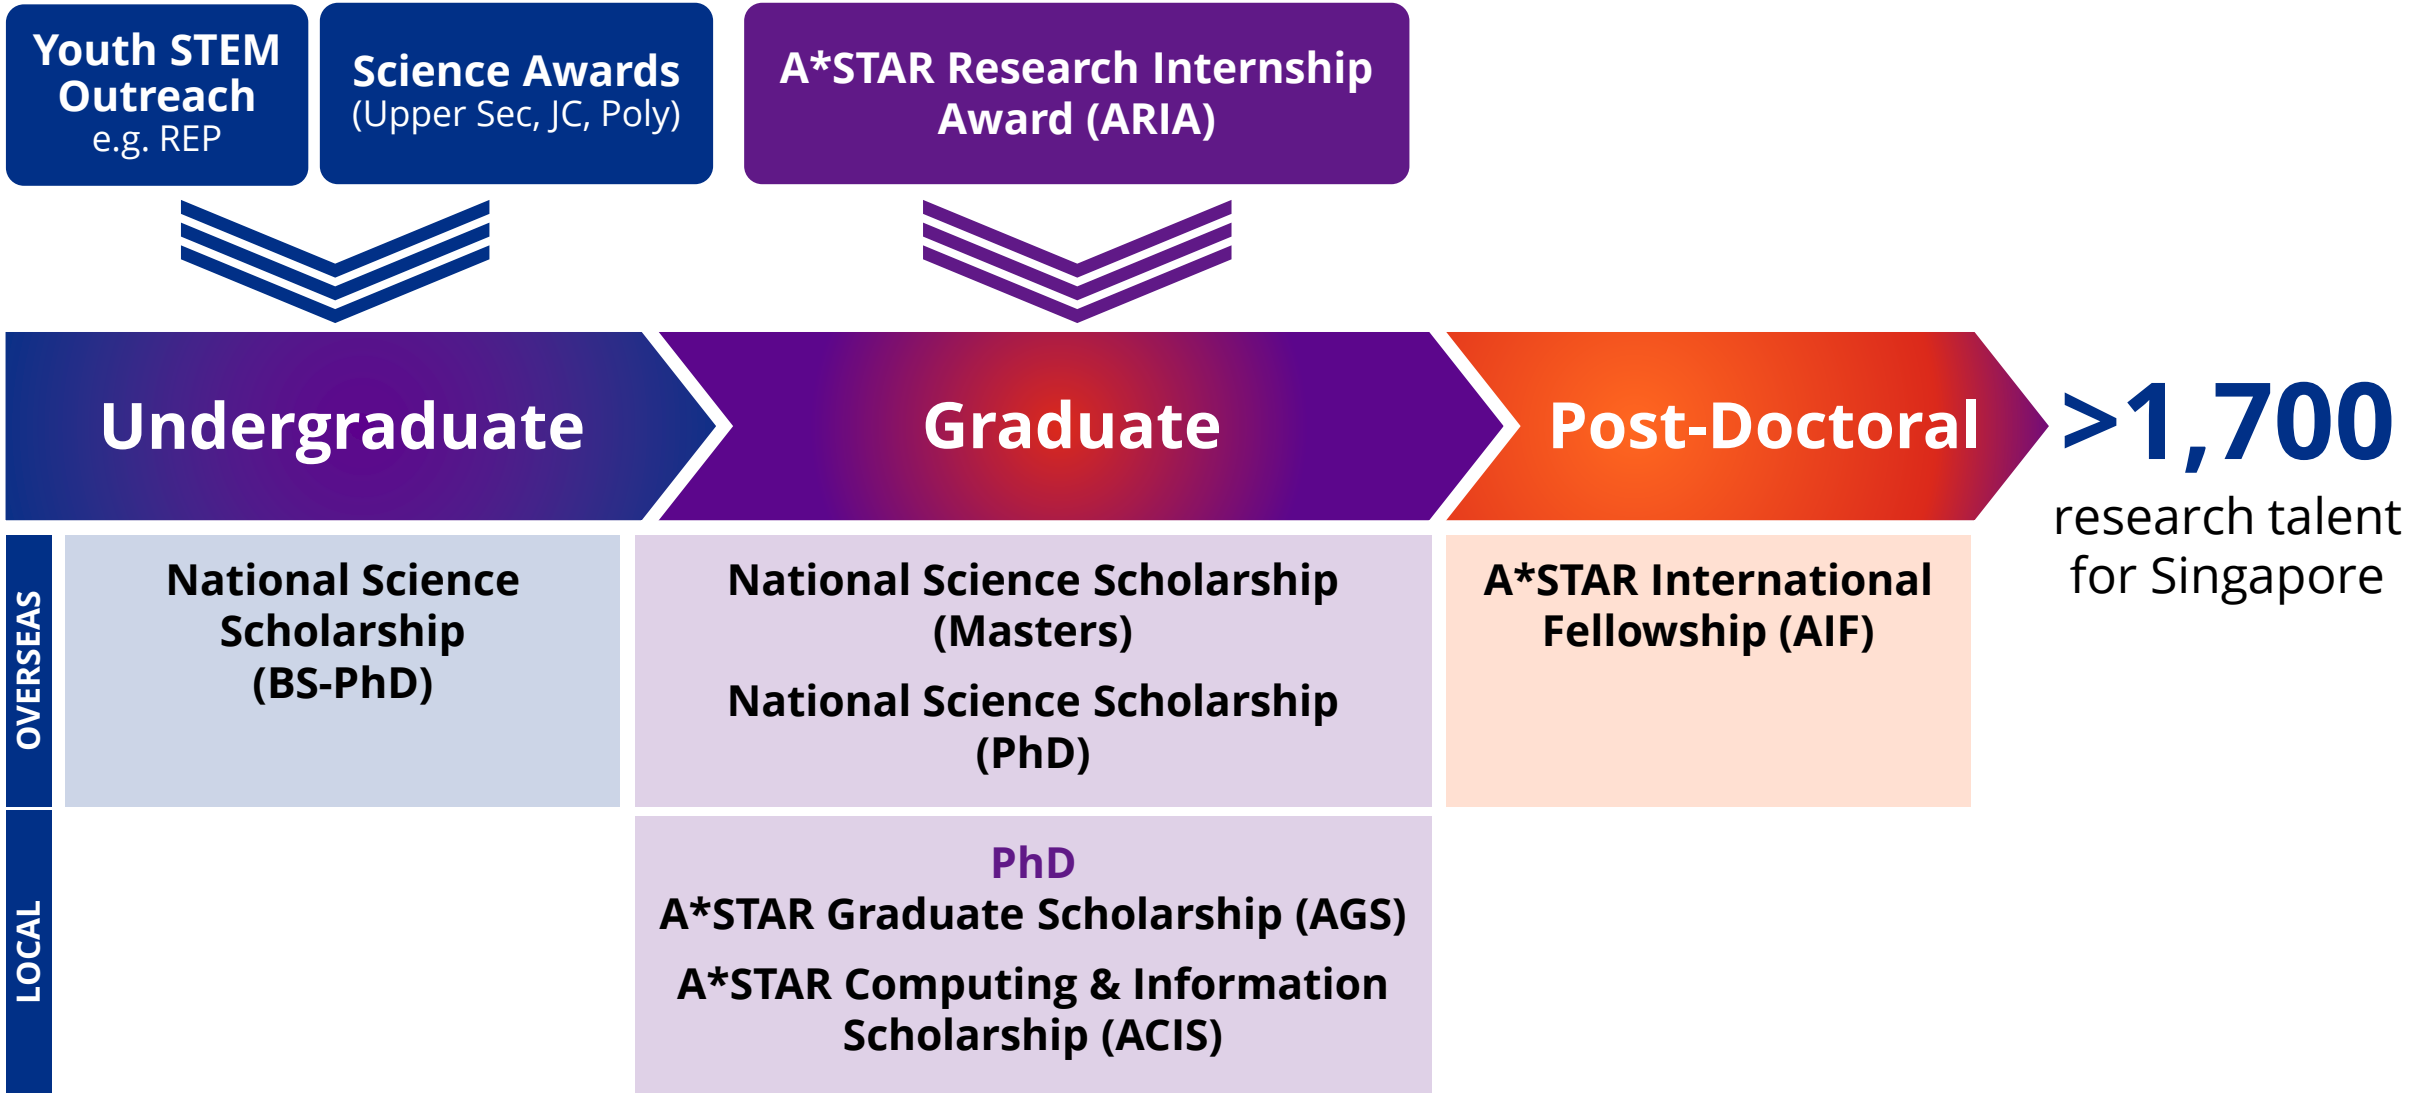 Youth STEM
Outreach
e.g. REP
Science Awards
(Upper Sec, JC, Poly)
A*STAR Research Internship
Award (ARIA)
Undergraduate
Graduate
Post-Doctoral
>1,700
research talent
for Singapore
OVERSEAS
National Science
Scholarship
(BS-PhD)
National Science Scholarship
(Masters)
National Science Scholarship
(PhD)
A*STAR International
Fellowship (AIF)
LOCAL
PhD
A*STAR Graduate Scholarship (AGS)
A*STAR Computing & Information
Scholarship (ACIS)